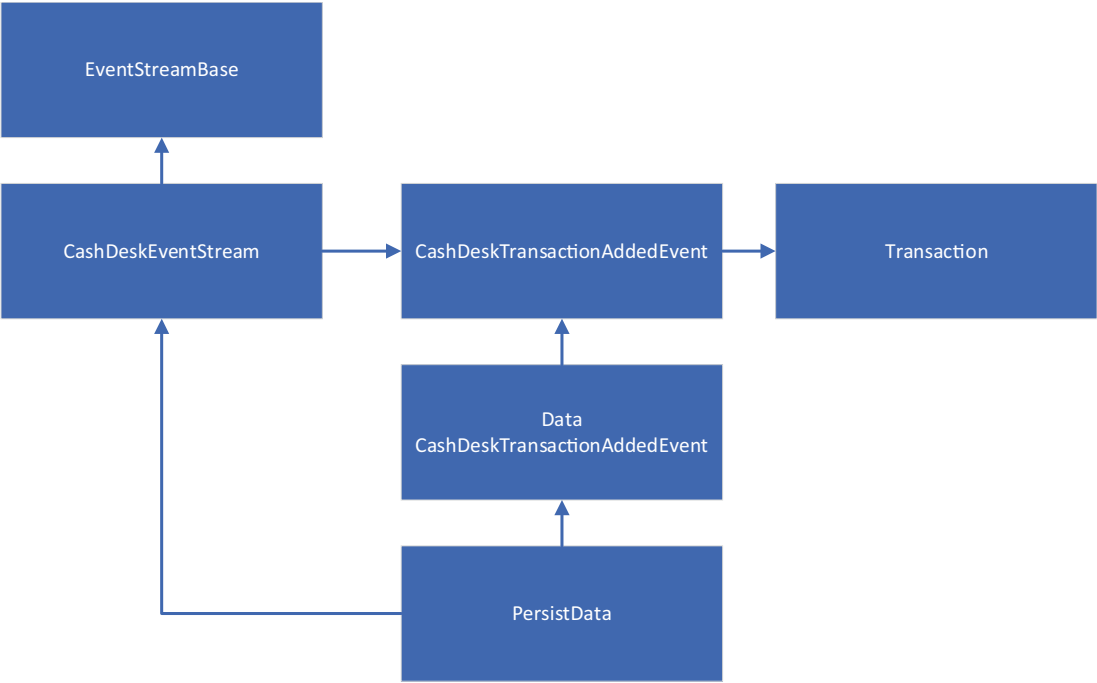 EventStreamBase
CashDeskEventStream
CashDeskTransactionAddedEvent
Transaction
Data
CashDeskTransactionAddedEvent
PersistData